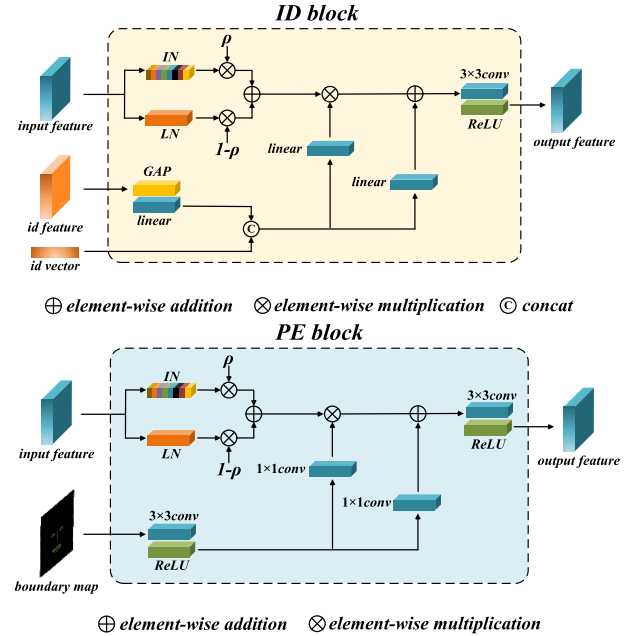 ID block
ρ
IN
3×3conv
input feature
LN
1-ρ
linear
ReLU
output feature
GAP
linear
id feature
linear
C
id vector
element-wise addition
element-wise multiplication
C concat
PE block
ρ
IN
3×3conv
input feature
LN
1-ρ
1×1conv
ReLU
output feature
3×3conv
1×1conv
ReLU
boundary map
element-wise addition
element-wise multiplication